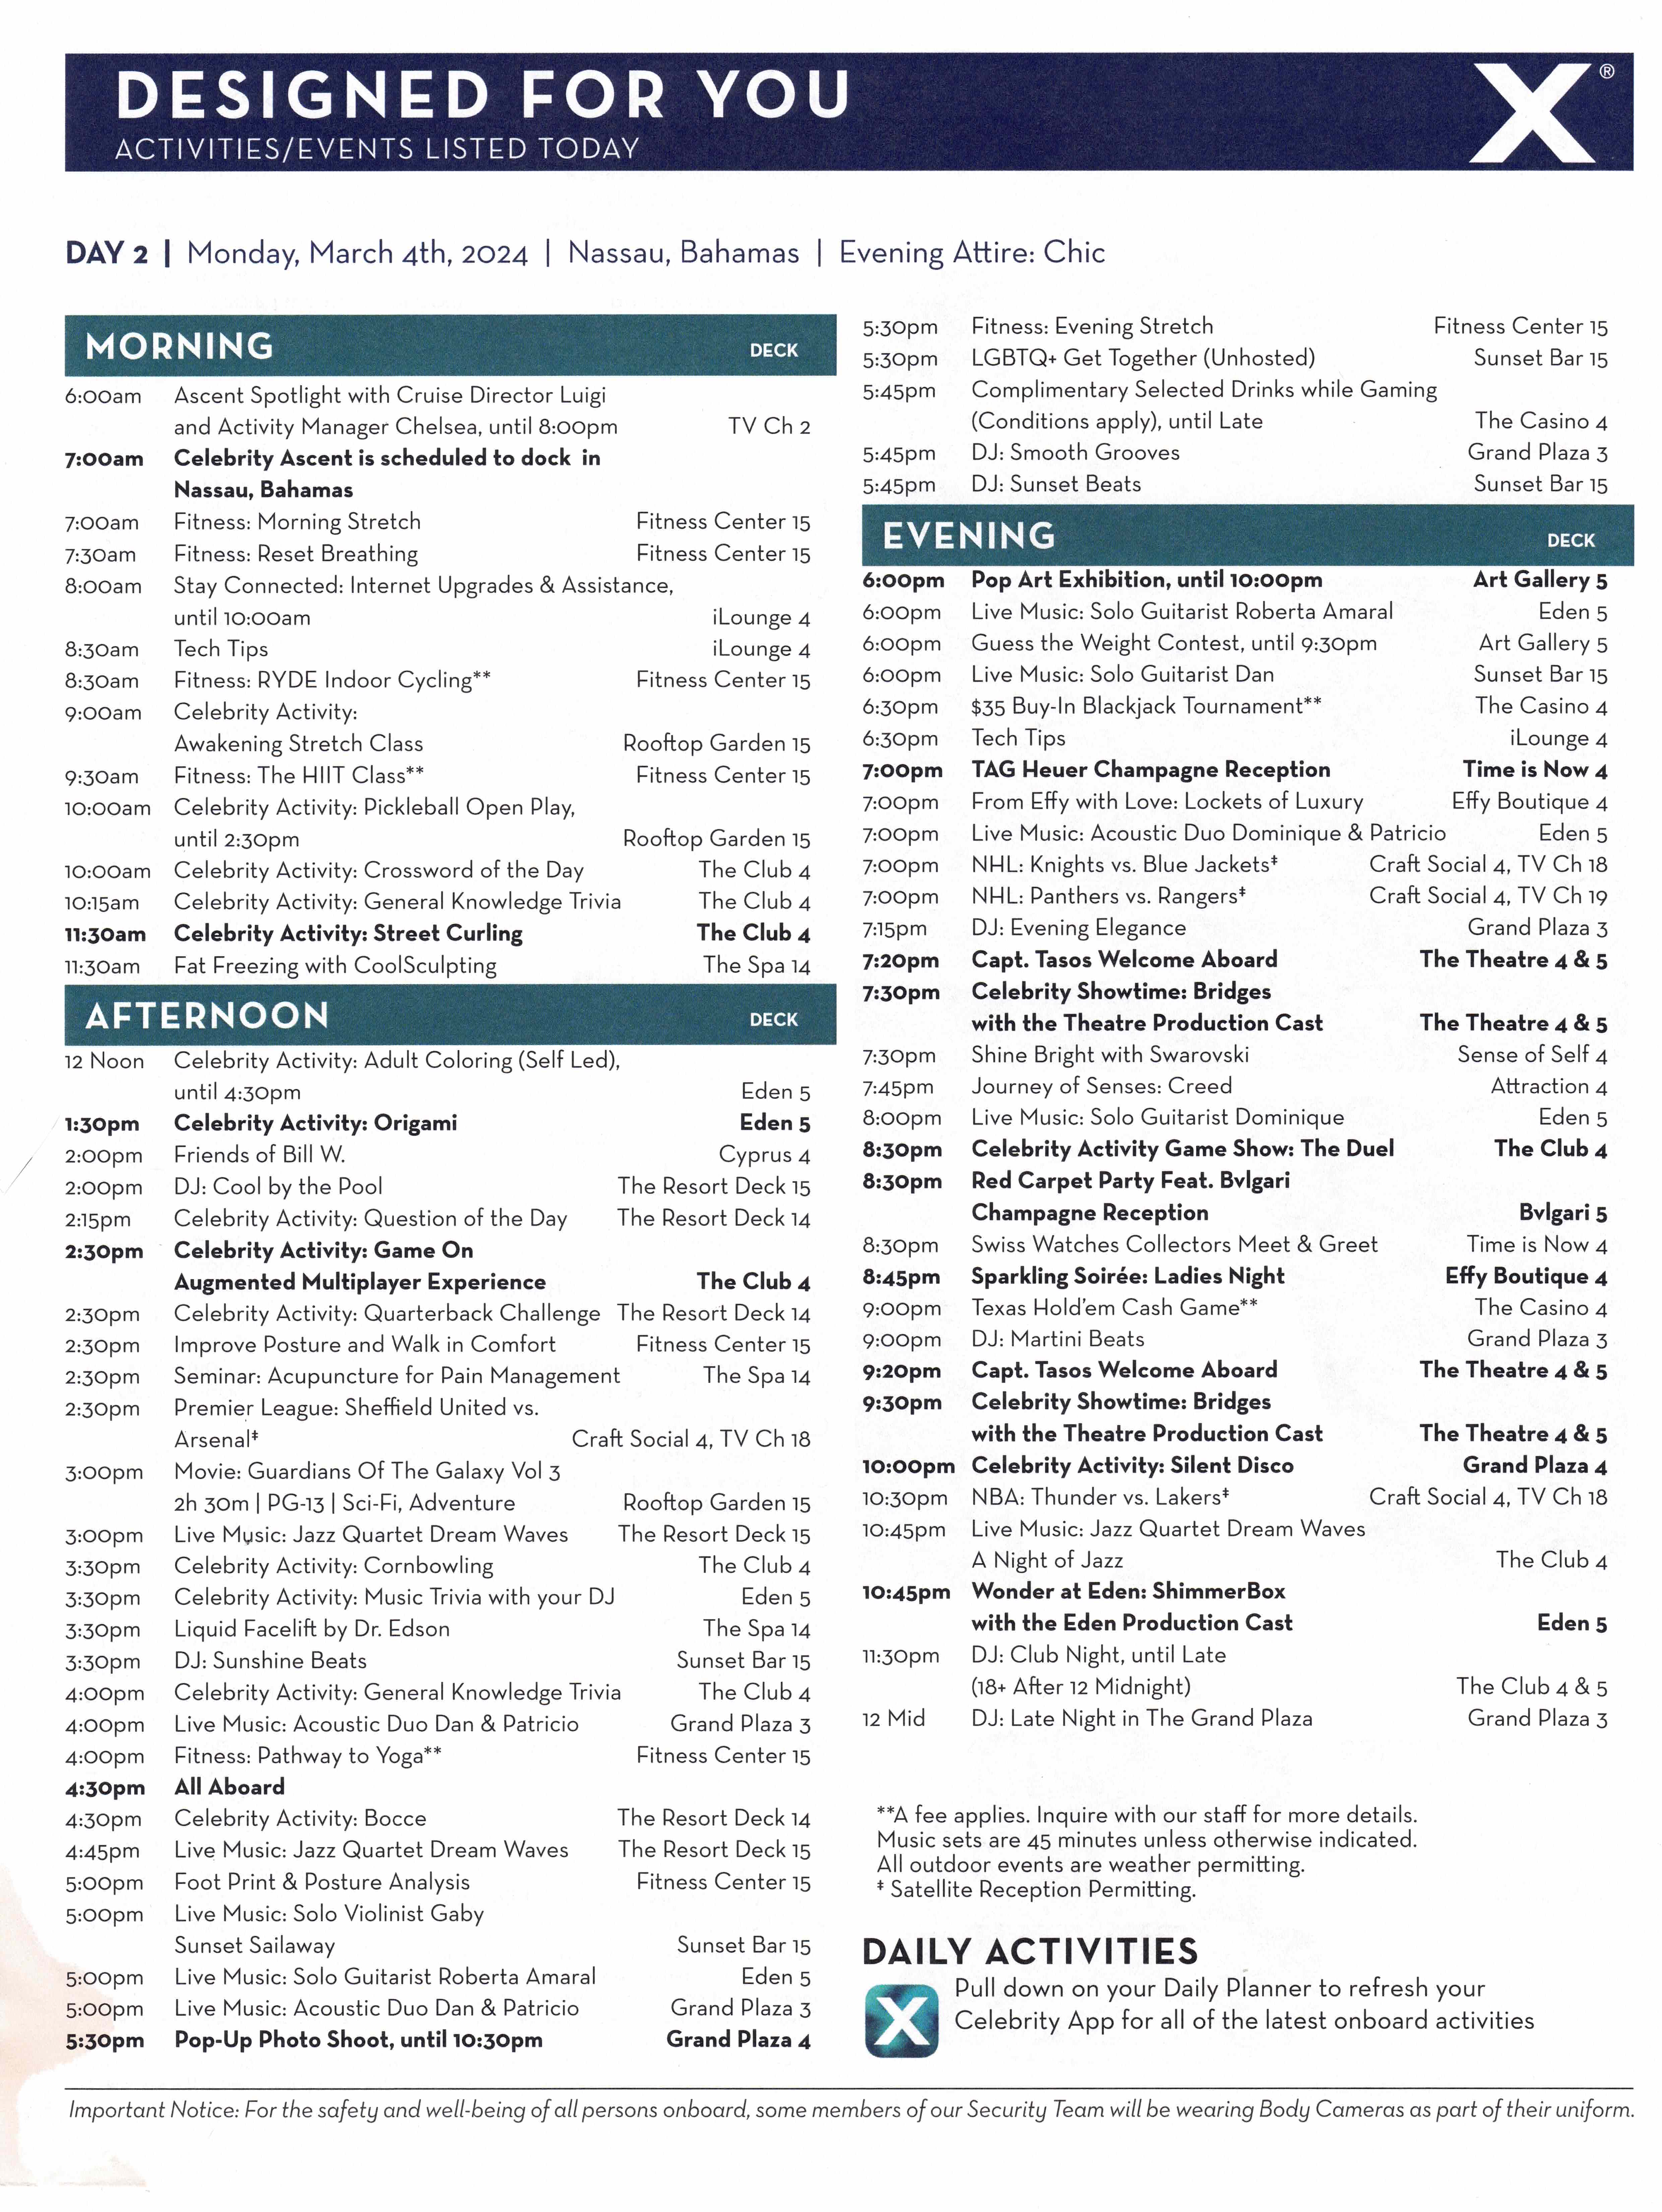 DESIGNED FOR YOU
ACTIVITIES/EVENTS LISTED TODAY
X®
DAY 2 | Monday, March 4th, 2024 | Nassau, Bahamas | Evening Attire: Chic
MORNING DECK
6:00am Ascent Spotlight with Cruise Director Luigi
and Activity Manager Chelsea, until 8:00pm TV Ch 2
7:00am Celebrity Ascent is scheduled to dock in
Nassau, Bahamas
7:00am Fitness: Morning Stretch Fitness Center 15
7:30am Fitness: Reset Breathing Fitness Center 15
8:00am Stay Connected: Internet Upgrades & Assistance,
until 10:00am iLounge 4
8:30am Tech Tips iLounge 4
8:30am Fitness: RYDE Indoor Cycling** Fitness Center 15
9:00am Celebrity Activity:
Awakening Stretch Class Rooftop Garden 15
9:30am Fitness: The HIIT Class** Fitness Center 15
10:00am Celebrity Activity: Pickleball Open Play,
until 2:30pm Rooftop Garden 15
10:00am Celebrity Activity: Crossword of the Day The Club 4
10:15am Celebrity Activity: General Knowledge Trivia The Club 4
11:30am Celebrity Activity: Street Curling The Club 4
11:30am Fat Freezing with CoolSculpting The Spa 14
AFTERNOON DECK
12 Noon Celebrity Activity: Adult Coloring (Self Led),
until 4:30pm Eden 5
1:30pm Celebrity Activity: Origami Eden 5
2:00pm Friends of Bill W. Cyprus 4
2:00pm DJ: Cool by the Pool The Resort Deck 15
2:15pm Celebrity Activity: Question of the Day The Resort Deck 14
2:30pm Celebrity Activity: Game On
Augmented Multiplayer Experience The Club 4
2:30pm Celebrity Activity: Quarterback Challenge The Resort Deck 14
2:30pm Improve Posture and Walk in Comfort Fitness Center 15
2:30pm Seminar: Acupuncture for Pain Management The Spa 14
2:30pm Premier League: Sheffield United vs.
Arsenal‡ Craft Social 4, TV Ch 18
3:00pm Movie: Guardians Of The Galaxy Vol 3
2h 30m | PG-13 | Sci-Fi, Adventure Rooftop Garden 15
3:00pm Live Music: Jazz Quartet Dream Waves The Resort Deck 15
3:30pm Celebrity Activity: Cornbowling The Club 4
3:30pm Celebrity Activity: Music Trivia with your DJ Eden 5
3:30pm Liquid Facelift by Dr. Edson The Spa 14
3:30pm DJ: Sunshine Beats Sunset Bar 15
4:00pm Celebrity Activity: General Knowledge Trivia The Club 4
4:00pm Live Music: Acoustic Duo Dan & Patricio Grand Plaza 3
4:00pm Fitness: Pathway to Yoga** Fitness Center 15
4:30pm All Aboard
4:30pm Celebrity Activity: Bocce The Resort Deck 14
4:45pm Live Music: Jazz Quartet Dream Waves The Resort Deck 15
5:00pm Foot Print & Posture Analysis Fitness Center 15
5:00pm Live Music: Solo Violinist Gaby
Sunset Sailaway Sunset Bar 15
5:00pm Live Music: Solo Guitarist Roberta Amaral Eden 5
5:00pm Live Music: Acoustic Duo Dan & Patricio Grand Plaza 3
5:30pm Pop-Up Photo Shoot, until 10:30pm Grand Plaza 4
5:30pm Fitness: Evening Stretch Fitness Center 15
5:30pm LGBTQ+ Get Together (Unhosted) Sunset Bar 15
5:45pm Complimentary Selected Drinks while Gaming
(Conditions apply), until Late The Casino 4
5:45pm DJ: Smooth Grooves Grand Plaza 3
5:45pm DJ: Sunset Beats Sunset Bar 15
EVENING DECK
6:00pm Pop Art Exhibition, until 10:00pm Art Gallery 5
6:00pm Live Music: Solo Guitarist Roberta Amaral Eden 5
6:00pm Guess the Weight Contest, until 9:30pm Art Gallery 5
6:00pm Live Music: Solo Guitarist Dan Sunset Bar 15
6:30pm $35 Buy-In Blackjack Tournament** The Casino 4
6:30pm Tech Tips iLounge 4
7:00pm TAG Heuer Champagne Reception Time is Now 4
7:00pm From Effy with Love: Lockets of Luxury Effy Boutique 4
7:00pm Live Music: Acoustic Duo Dominique & Patricio Eden 5
7:00pm NHL: Knights vs. Blue Jackets‡ Craft Social 4, TV Ch 18
7:00pm NHL: Panthers vs. Rangers‡ Craft Social 4, TV Ch 19
7:15pm DJ: Evening Elegance Grand Plaza 3
7:20pm Capt. Tasos Welcome Aboard The Theatre 4 & 5
7:30pm Celebrity Showtime: Bridges
with the Theatre Production Cast The Theatre 4 & 5
7:30pm Shine Bright with Swarovski Sense of Self 4
7:45pm Journey of Senses: Creed Attraction 4
8:00pm Live Music: Solo Guitarist Dominique Eden 5
8:30pm Celebrity Activity Game Show: The Duel The Club 4
8:30pm Red Carpet Party Feat. Bvlgari
Champagne Reception Bvlgari 5
8:30pm Swiss Watches Collectors Meet & Greet Time is Now 4
8:45pm Sparkling Soirée: Ladies Night Effy Boutique 4
9:00pm Texas Hold'em Cash Game** The Casino 4
9:00pm DJ: Martini Beats Grand Plaza 3
9:20pm Capt. Tasos Welcome Aboard The Theatre 4 & 5
9:30pm Celebrity Showtime: Bridges
with the Theatre Production Cast The Theatre 4 & 5
10:00pm Celebrity Activity: Silent Disco Grand Plaza 4
10:30pm NBA: Thunder vs. Lakers‡ Craft Social 4, TV Ch 18
10:45pm Live Music: Jazz Quartet Dream Waves
A Night of Jazz The Club 4
10:45pm Wonder at Eden: ShimmerBox
with the Eden Production Cast Eden 5
11:30pm DJ: Club Night, until Late
(18+ After 12 Midnight) The Club 4 & 5
12 Mid DJ: Late Night in The Grand Plaza Grand Plaza 3
**A fee applies. Inquire with our staff for more details.
Music sets are 45 minutes unless otherwise indicated.
All outdoor events are weather permitting.
‡ Satellite Reception Permitting.
DAILY ACTIVITIES
X
Pull down on your Daily Planner to refresh your
Celebrity App for all of the latest onboard activities
Important Notice: For the safety and well-being of all persons onboard, some members of our Security Team will be wearing Body Cameras as part of their uniform.